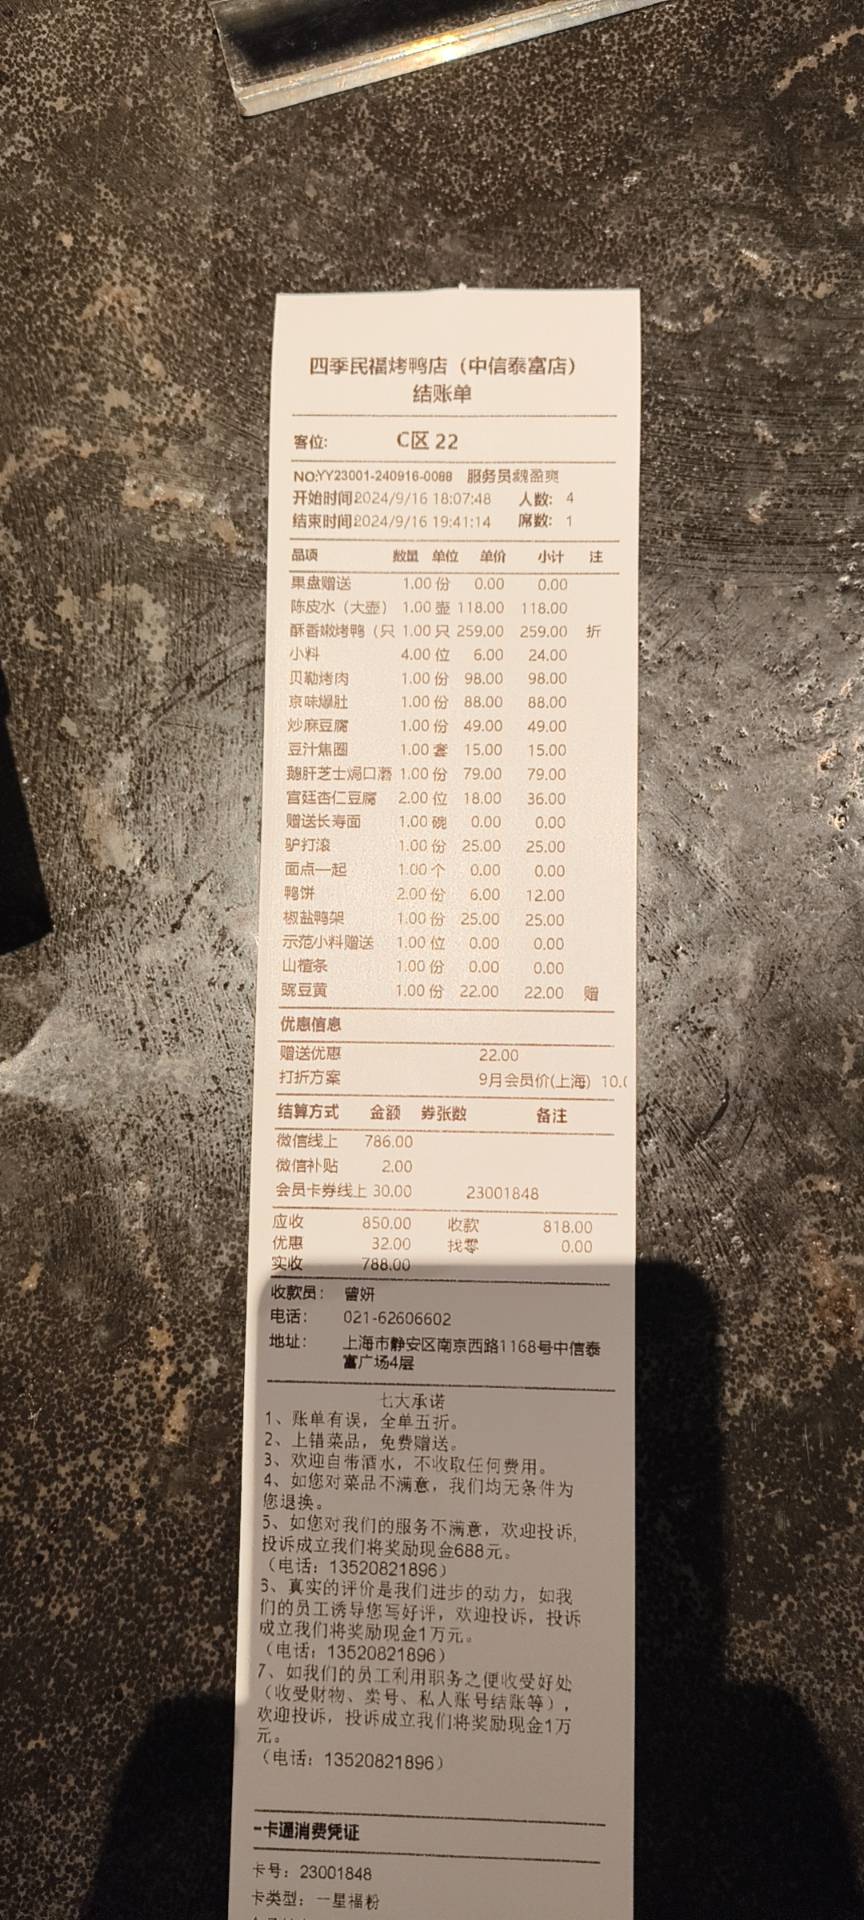 四季民福烤鸭店（中信泰富店）
结账单
客位: C区 22
NO:YY23001-240916-0088 服务员:魏盈爽
开始时间:2024/9/16 18:07:48 人数: 4
结束时间:2024/9/16 19:41:14 席数: 1
品项 数量 单位 单价 小计 注
果盘赠送 1.00 份 0.00 0.00
陈皮水（大壶） 1.00 壶 118.00 118.00
酥香嫩烤鸭（只 1.00 只 259.00 259.00 折
小料 4.00 位 6.00 24.00
贝勒烤肉 1.00 份 98.00 98.00
京味爆肚 1.00 份 88.00 88.00
炒麻豆腐 1.00 份 49.00 49.00
豆汁焦圈 1.00 套 15.00 15.00
鹅肝芝士焗口蘑 1.00 份 79.00 79.00
宫廷杏仁豆腐 2.00 位 18.00 36.00
赠送长寿面 1.00 碗 0.00 0.00
驴打滚 1.00 份 25.00 25.00
面点一起 1.00 个 0.00 0.00
鸭饼 2.00 份 6.00 12.00
椒盐鸭架 1.00 份 25.00 25.00
示范小料赠送 1.00 位 0.00 0.00
山楂条 1.00 份 0.00 0.00
豌豆黄 1.00 份 22.00 22.00 赠
优惠信息
赠送优惠 22.00
打折方案 9月会员价(上海) 10.0
结算方式 金额 券张数 备注
微信线上 786.00
微信补贴 2.00
会员卡券线上 30.00 23001848
应收 850.00 收款 818.00
优惠 32.00 找零 0.00
实收 788.00
收款员: 曾妍
电话: 021-62606602
地址: 上海市静安区南京西路1168号中信泰
富广场4层
七大承诺
1、账单有误，全单五折。
2、上错菜品，免费赠送。
3、欢迎自带酒水，不收取任何费用。
4、如您对菜品不满意，我们均无条件为
您退换。
5、如您对我们的服务不满意，欢迎投诉,
投诉成立我们将奖励现金688元。
（电话：13520821896）
6、真实的评价是我们进步的动力，如我
们的员工诱导您写好评，欢迎投诉，投诉
成立我们将奖励现金1万元。
（电话：13520821896）
7、如我们的员工利用职务之便收受好处
（收受财物、卖号、私人账号结账等），
欢迎投诉，投诉成立我们将奖励现金1万
元。
（电话：13520821896）
一卡通消费凭证
卡号: 23001848
卡类型: 一星福粉